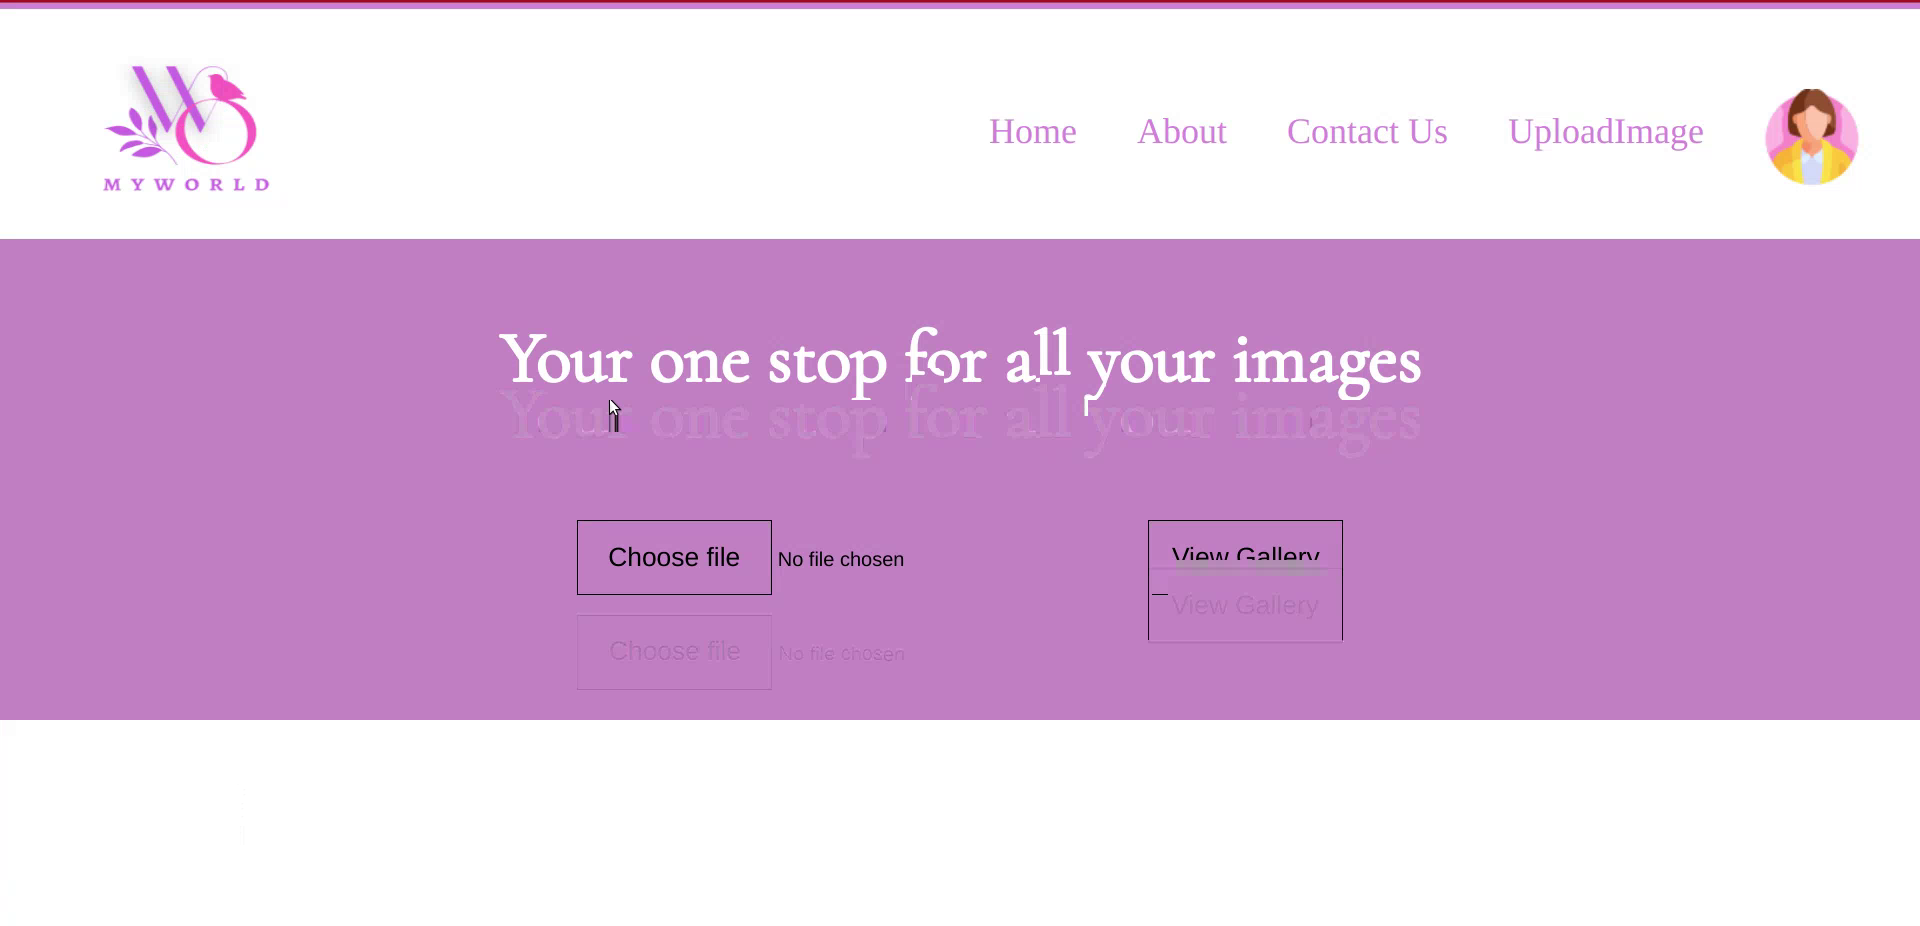 MYWORLD
Home About Contact Us UploadImage
Your one stop for all your images
Your one stop for all your images
Choose file No file chosen View Gallery
View Gallery
Choose file No file chosen